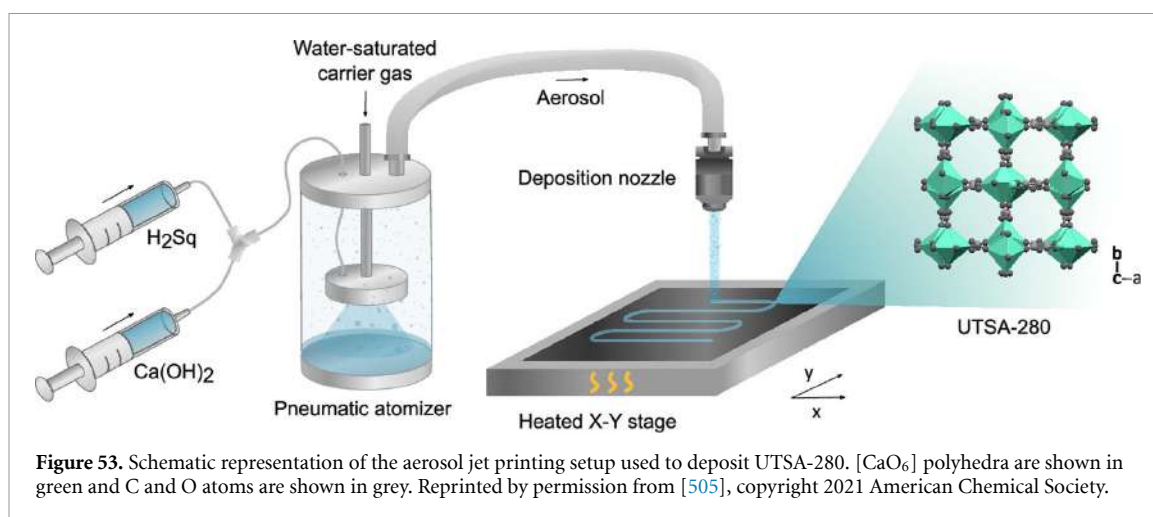 Water-saturated
carrier gas
Aerosol
Deposition nozzle
H₂Sq
Ca(OH)₂
Pneumatic atomizer
Heated X-Y stage
y
x
b
c–a
UTSA-280
Figure 53. Schematic representation of the aerosol jet printing setup used to deposit UTSA-280. [CaO₆] polyhedra are shown in
green and C and O atoms are shown in grey. Reprinted by permission from [505], copyright 2021 American Chemical Society.